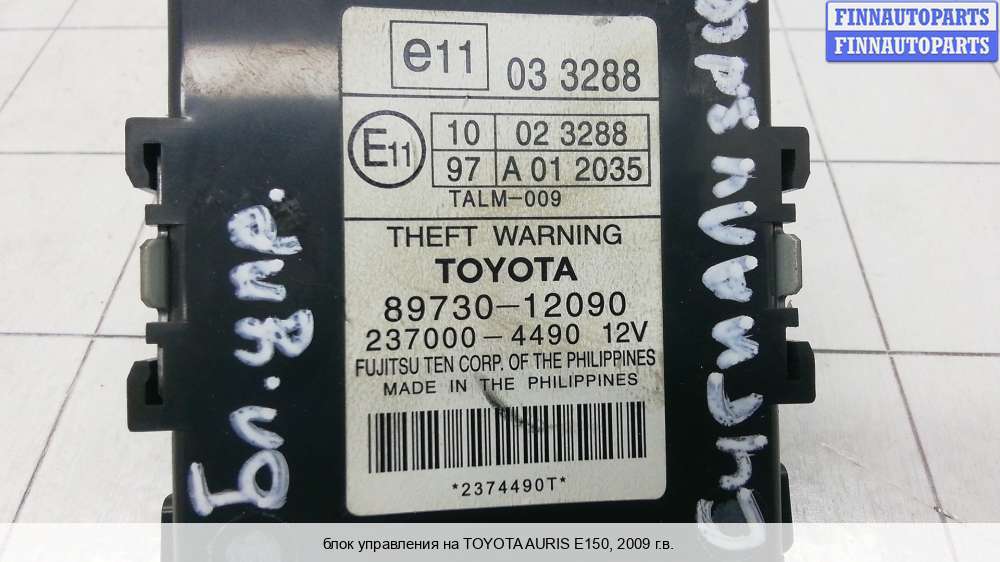 FINNAUTOPARTS
FINNAUTOPARTS
e11 03 3288
E11 10 02 3288
97 A 01 2035
TALM-009
THEFT WARNING
TOYOTA
89730-12090
237000-4490 12V
FUJITSU TEN CORP. OF THE PHILIPPINES
MADE IN THE PHILIPPINES
*2374490T*
бл. упр.
блок управления на TOYOTA AURIS E150, 2009 г.в.